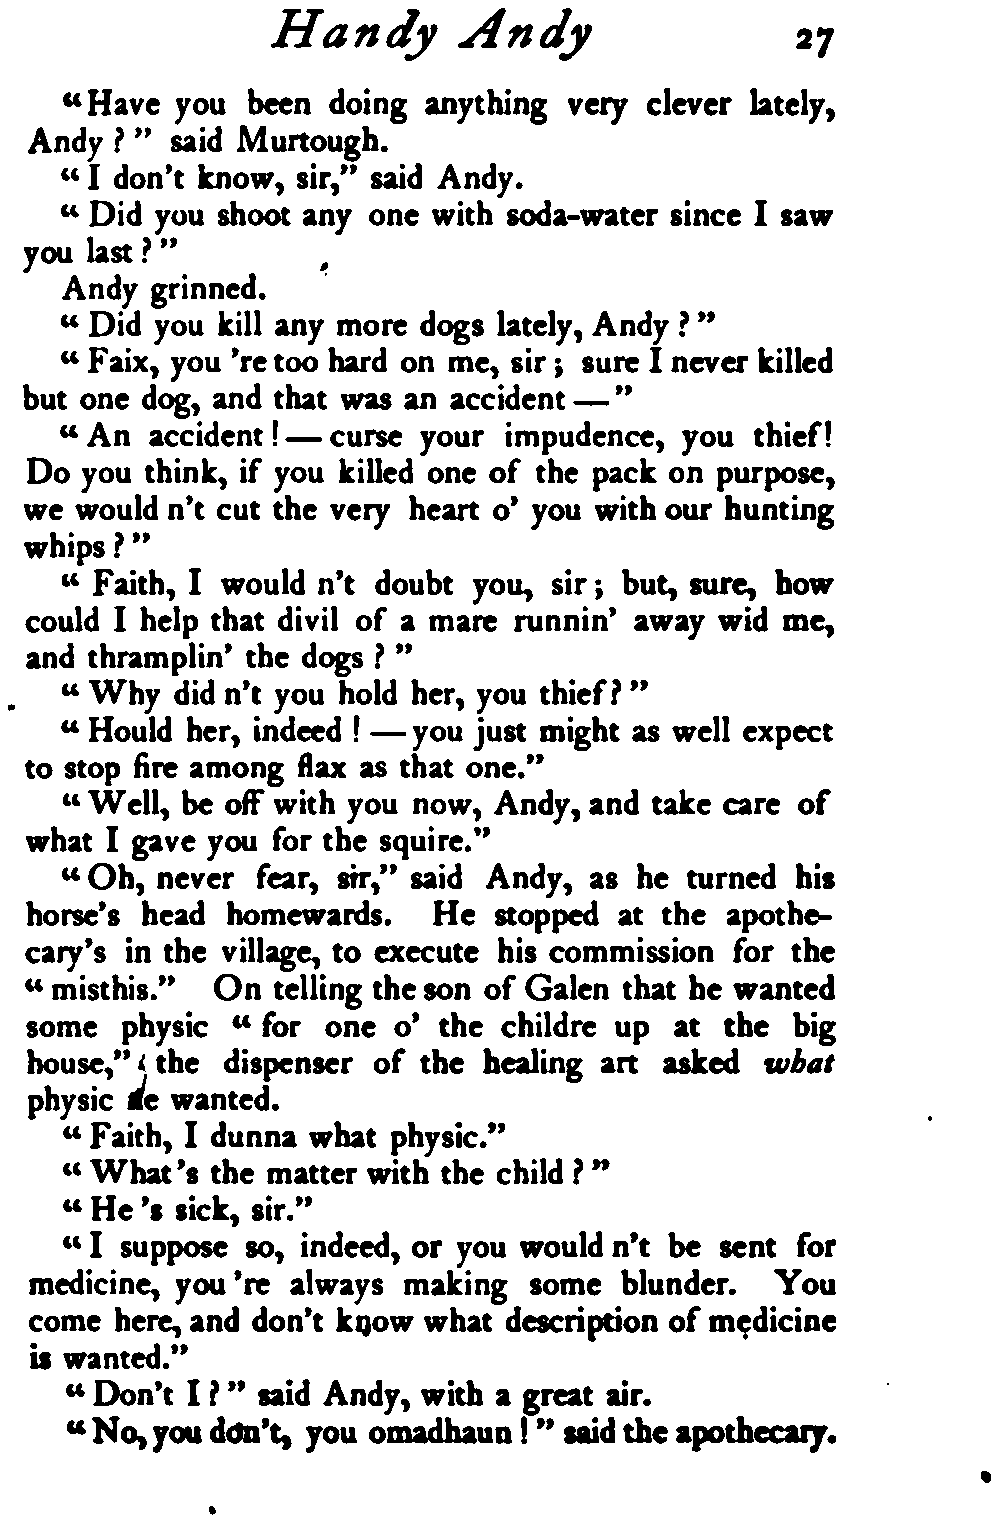 Handy Andy 27
"Have you been doing anything very clever lately,
Andy?" said Murtough.
"I don't know, sir," said Andy.
"Did you shoot any one with soda-water since I saw
you last?"
Andy grinned.
"Did you kill any more dogs lately, Andy?"
"Faix, you 're too hard on me, sir; sure I never killed
but one dog, and that was an accident—"
"An accident!—curse your impudence, you thief!
Do you think, if you killed one of the pack on purpose,
we would n't cut the very heart o' you with our hunting
whips?"
"Faith, I would n't doubt you, sir; but, sure, how
could I help that divil of a mare runnin' away wid me,
and thramplin' the dogs?"
"Why did n't you hold her, you thief?"
"Hould her, indeed!—you just might as well expect
to stop fire among flax as that one."
"Well, be off with you now, Andy, and take care of
what I gave you for the squire."
"Oh, never fear, sir," said Andy, as he turned his
horse's head homewards. He stopped at the apothe-
cary's in the village, to execute his commission for the
"misthis." On telling the son of Galen that he wanted
some physic "for one o' the childre up at the big
house," the dispenser of the healing art asked what
physic he wanted.
"Faith, I dunna what physic."
"What 's the matter with the child?"
"He 's sick, sir."
"I suppose so, indeed, or you would n't be sent for
medicine, you 're always making some blunder. You
come here, and don't know what description of medicine
is wanted."
"Don't I?" said Andy, with a great air.
"No, you don't, you omadhaun!" said the apothecary.